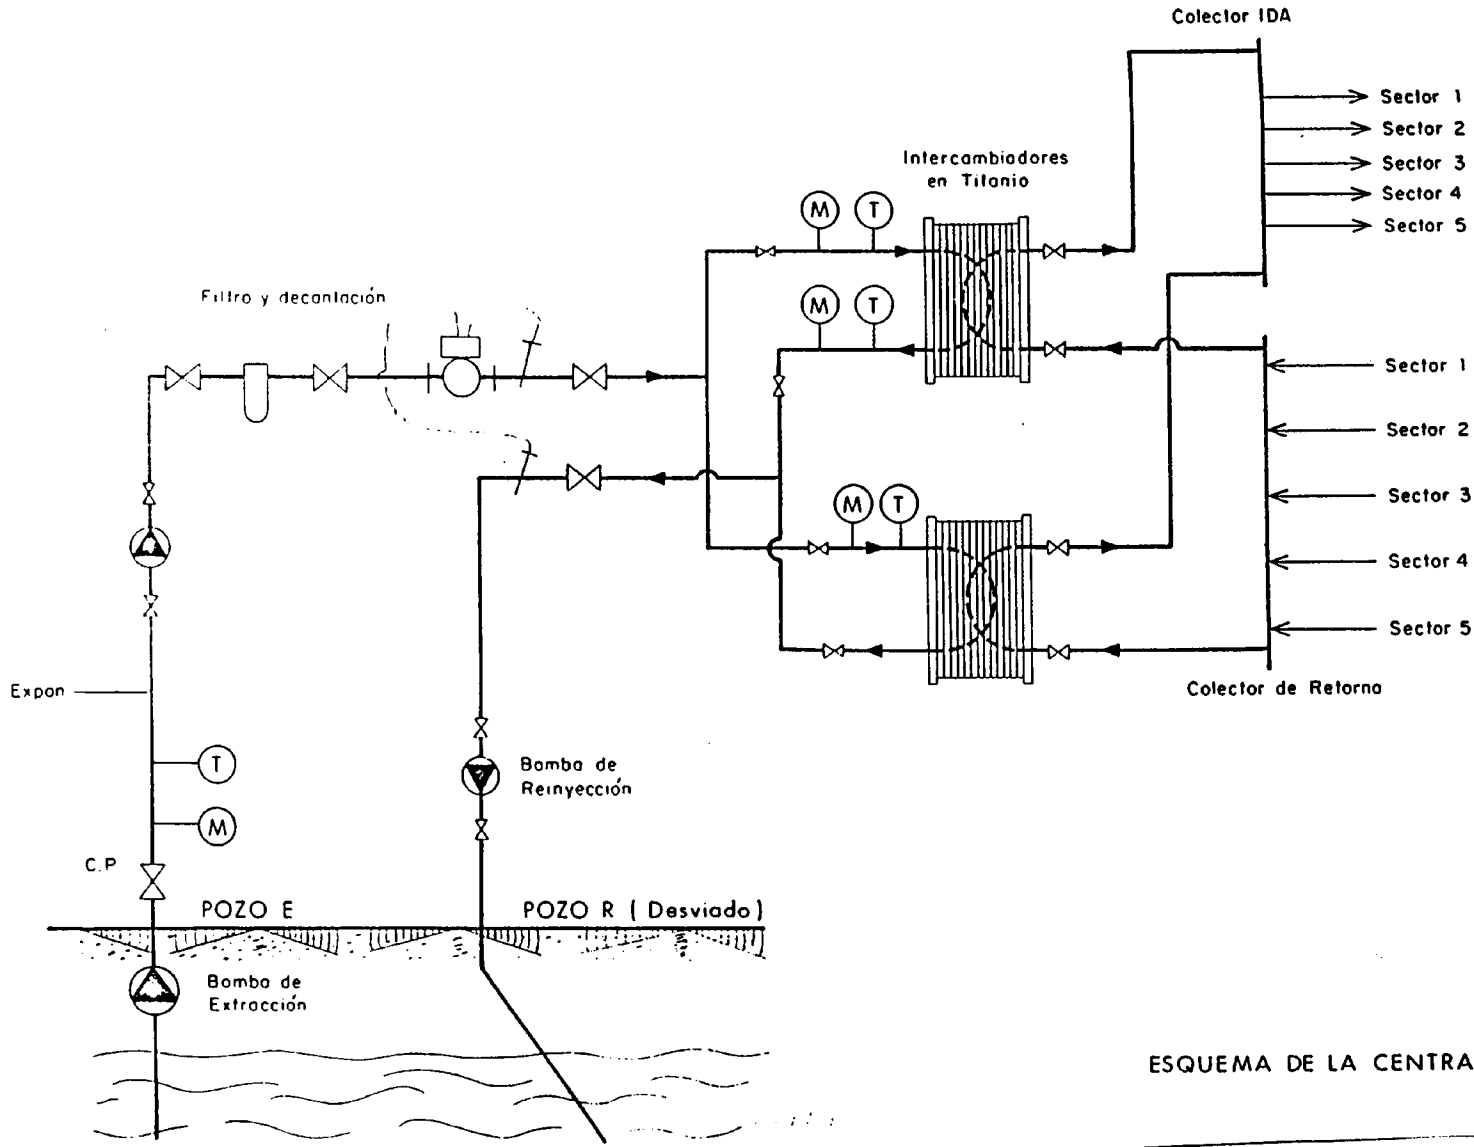 Colector IDA
Sector 1
Sector 2
Sector 3
Sector 4
Sector 5
Intercambiadores
en Titanio
M
T
M
T
Filtro y decantación
Sector 1
Sector 2
Sector 3
Sector 4
Sector 5
M
T
Colector de Retorno
Expan
T
M
C.P
Bomba de
Reinyección
POZO E
POZO R ( Desviado)
Bomba de
Extracción
ESQUEMA DE LA CENTRA